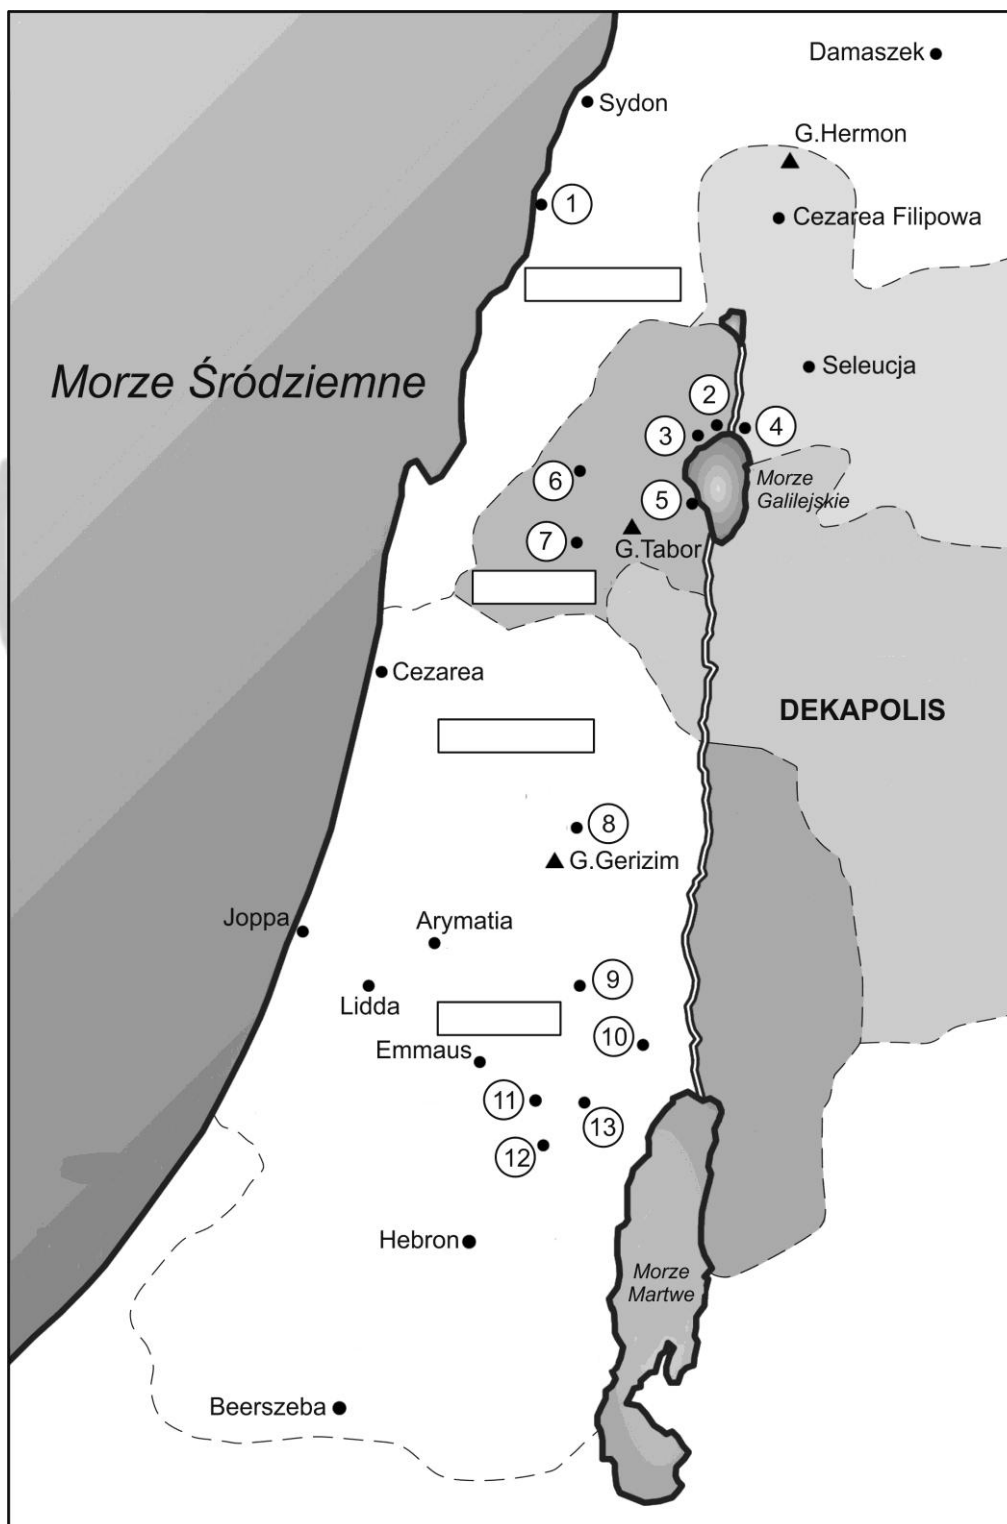 Damaszek
Sydon
G.Hermon
1
Cezarea Filipowa
Morze Śródziemne
Seleucja
2
3
4
6
Morze
Galilejskie
5
7
G.Tabor
Cezarea
DEKAPOLIS
8
G.Gerizim
Joppa
Arymatia
9
Lidda
10
Emmaus
11
13
12
Hebron
Morze
Martwe
Beerszeba